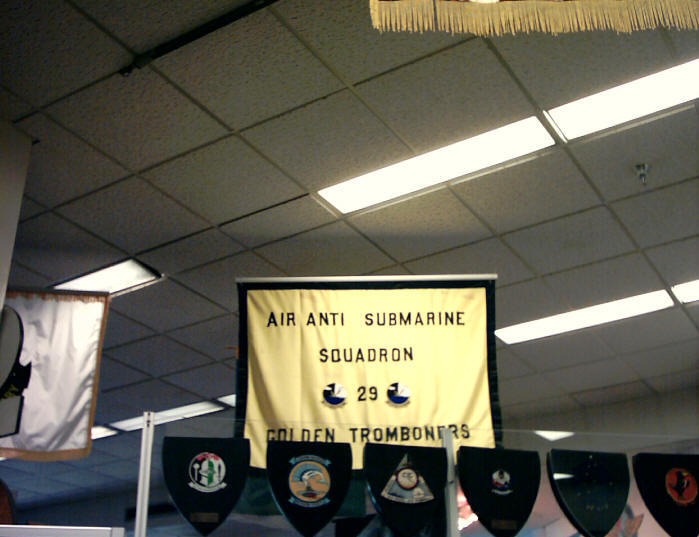 AIR ANTI SUBMARINE
SQUADRON
29
GOLDEN TROMBONERS